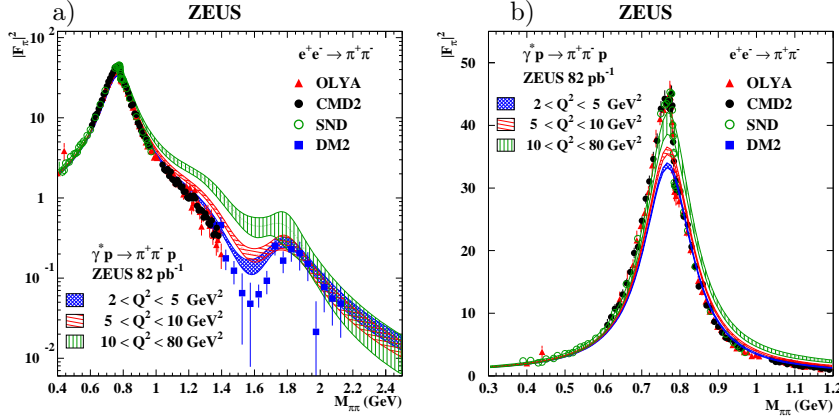 a) ZEUS
|Fπ|²
e⁺e⁻ → π⁺π⁻
OLYA
CMD2
SND
DM2
γ*p → π⁺π⁻ p
ZEUS 82 pb⁻¹
2 < Q² < 5 GeV²
5 < Q² < 10 GeV²
10 < Q² < 80 GeV²
10²
10
1
10⁻¹
10⁻²
0.4 0.6 0.8 1 1.2 1.4 1.6 1.8 2 2.2 2.4
Mππ (GeV)
b) ZEUS
|Fπ|²
γ*p → π⁺π⁻ p
ZEUS 82 pb⁻¹
2 < Q² < 5 GeV²
5 < Q² < 10 GeV²
10 < Q² < 80 GeV²
e⁺e⁻ → π⁺π⁻
OLYA
CMD2
SND
DM2
50
40
30
20
10
0
0.3 0.4 0.5 0.6 0.7 0.8 0.9 1 1.1 1.2
Mππ (GeV)